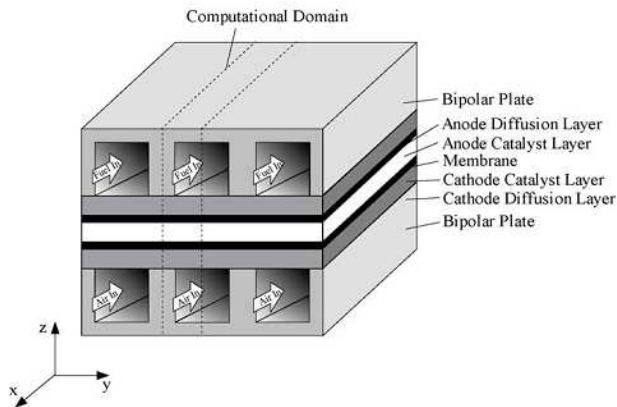 Computational Domain
Bipolar Plate
Anode Diffusion Layer
Anode Catalyst Layer
Membrane
Cathode Catalyst Layer
Cathode Diffusion Layer
Bipolar Plate
Fuel In
Fuel In
Fuel In
Air In
Air In
Air In
z
y
x